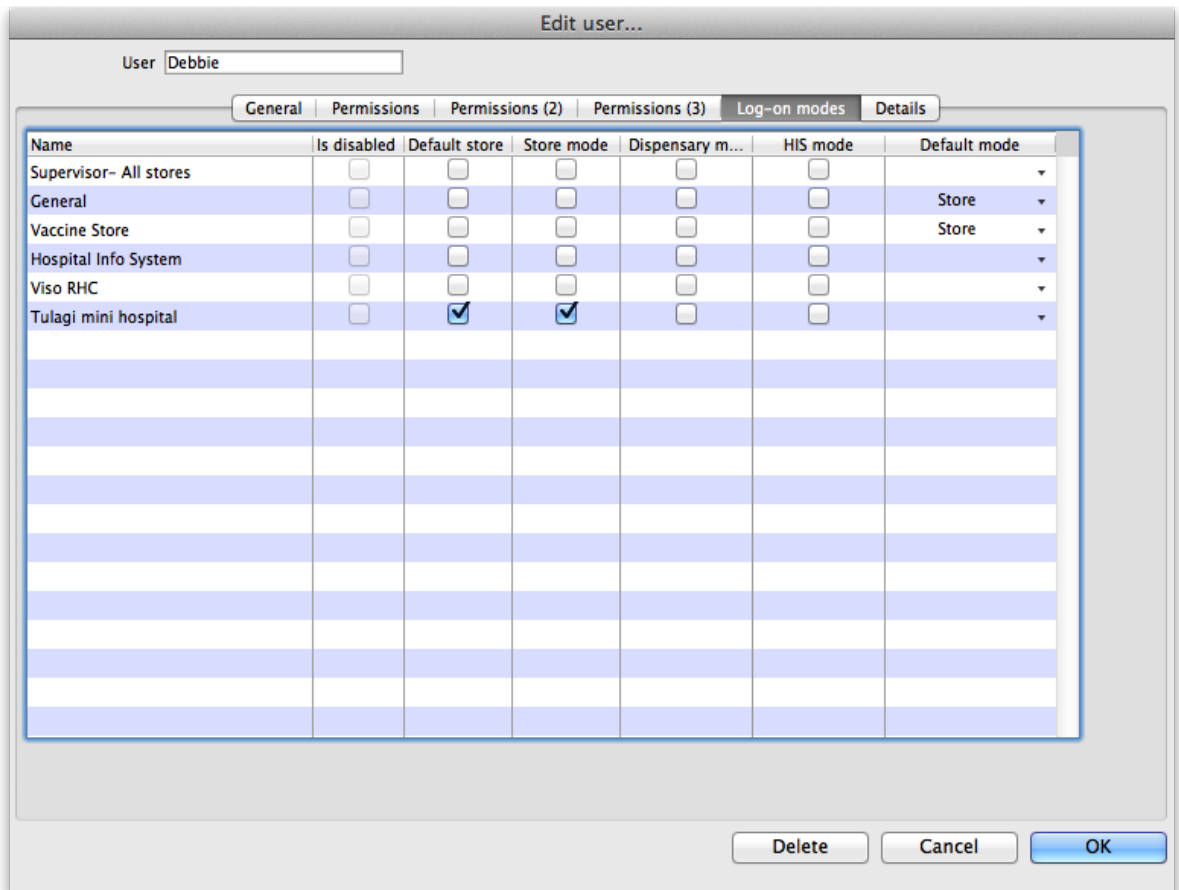 Edit user...
User Debbie
General Permissions Permissions (2) Permissions (3) Log-on modes Details
Name Is disabled Default store Store mode Dispensary m... HIS mode Default mode
Supervisor- All stores
General Store
Vaccine Store Store
Hospital Info System
Viso RHC
Tulagi mini hospital
Delete Cancel OK